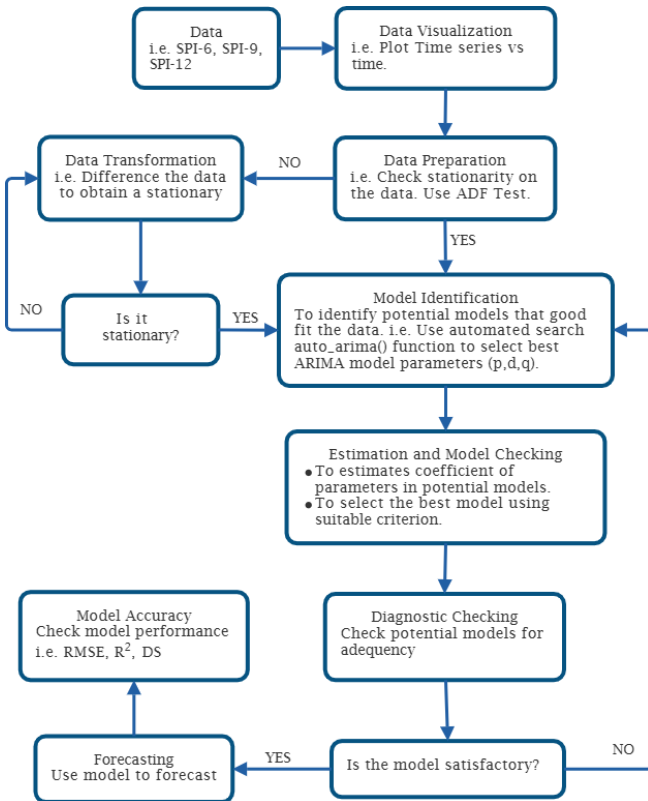 Data
i.e. SPI-6, SPI-9,
SPI-12
Data Visualization
i.e. Plot Time series vs
time.
Data Transformation
i.e. Difference the data
to obtain a stationary
NO
Data Preparation
i.e. Check stationarity on
the data. Use ADF Test.
YES
NO
Is it
stationary?
YES
Model Identification
To identify potential models that good
fit the data. i.e. Use automated search
auto_arima() function to select best
ARIMA model parameters (p,d,q).
Estimation and Model Checking
● To estimates coefficient of
parameters in potential models.
● To select the best model using
suitable criterion.
Model Accuracy
Check model performance
i.e. RMSE, R², DS
Diagnostic Checking
Check potential models for
adequency
Forecasting
Use model to forecast
YES
Is the model satisfactory?
NO